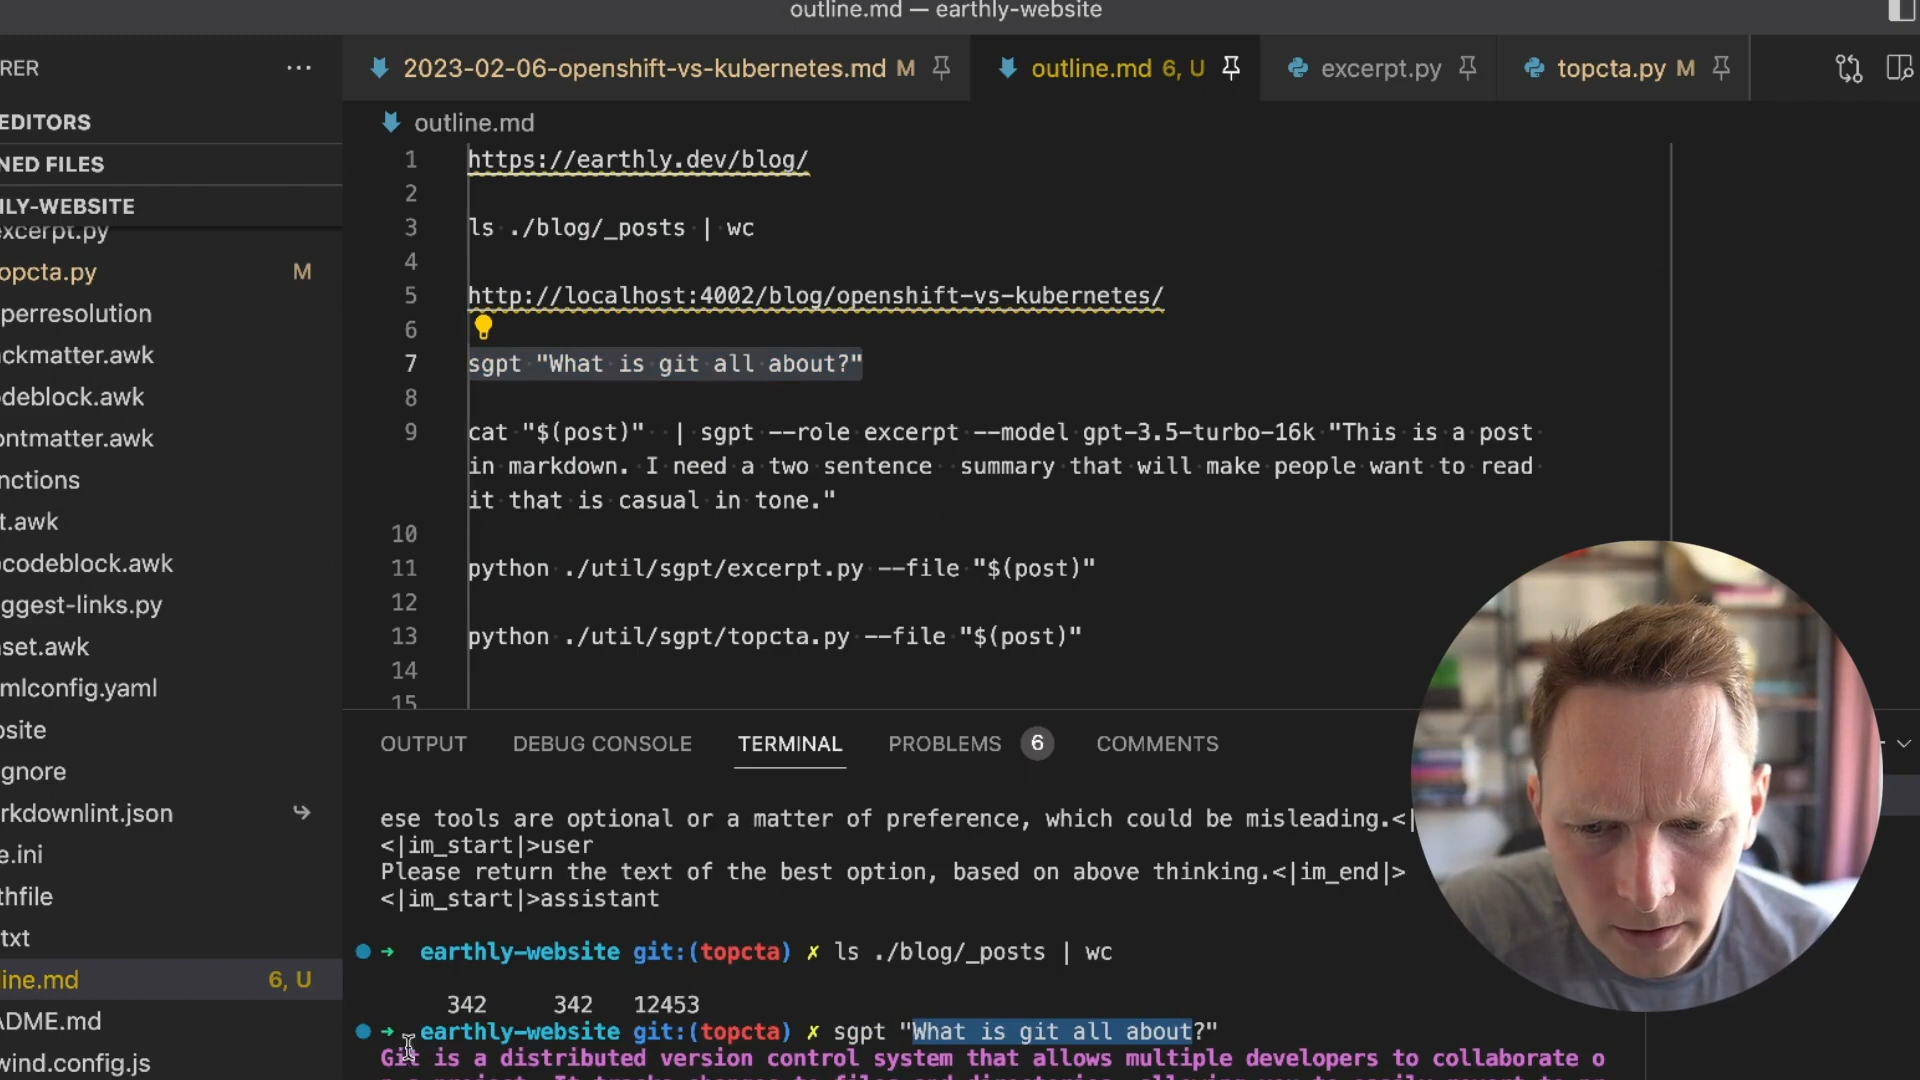 outline.md — earthly-website
RER
2023-02-06-openshift-vs-kubernetes.md M
outline.md 6, U
excerpt.py
topcta.py M
EDITORS
NED FILES
LY-WEBSITE
xcerpt.py
opcta.py M
perresolution
ckmatter.awk
deblock.awk
ontmatter.awk
nctions
t.awk
codeblock.awk
ggest-links.py
set.awk
mlconfig.yaml
site
gnore
rkdownlint.json
e.ini
thfile
txt
line.md 6, U
ADME.md
wind.config.js
outline.md
1 https://earthly.dev/blog/
2
3 ls ./blog/_posts | wc
4
5 http://localhost:4002/blog/openshift-vs-kubernetes/
6
7 sgpt "What is git all about?"
8
9 cat "$(post)" | sgpt --role excerpt --model gpt-3.5-turbo-16k "This is a post
in markdown. I need a two sentence summary that will make people want to read
it that is casual in tone."
10
11 python ./util/sgpt/excerpt.py --file "$(post)"
12
13 python ./util/sgpt/topcta.py --file "$(post)"
14
15
OUTPUT DEBUG CONSOLE TERMINAL PROBLEMS 6 COMMENTS
ese tools are optional or a matter of preference, which could be misleading.<|
<|im_start|>user
Please return the text of the best option, based on above thinking.<|im_end|>
<|im_start|>assistant
➜ earthly-website git:(topcta) ✗ ls ./blog/_posts | wc
342 342 12453
➜ earthly-website git:(topcta) ✗ sgpt "What is git all about?"
Git is a distributed version control system that allows multiple developers to collaborate o